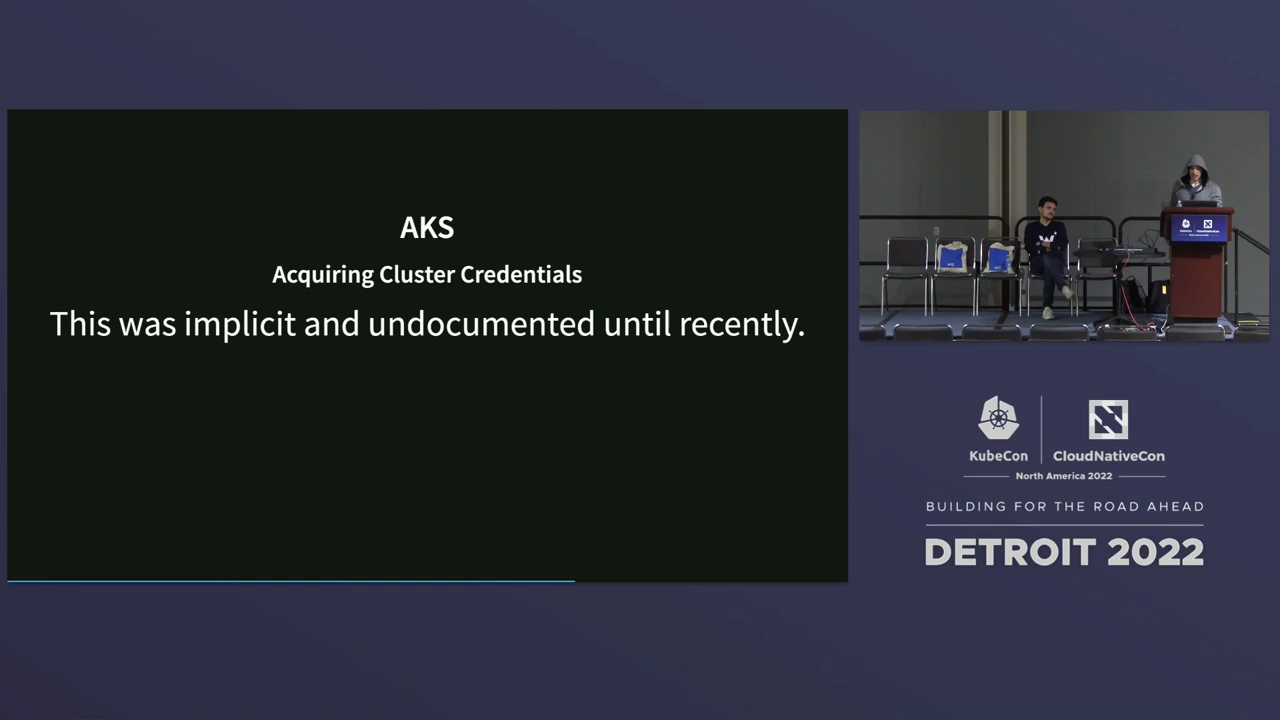 AKS
Acquiring Cluster Credentials
This was implicit and undocumented until recently.
KubeCon
CloudNativeCon
North America 2022
BUILDING FOR THE ROAD AHEAD
DETROIT 2022